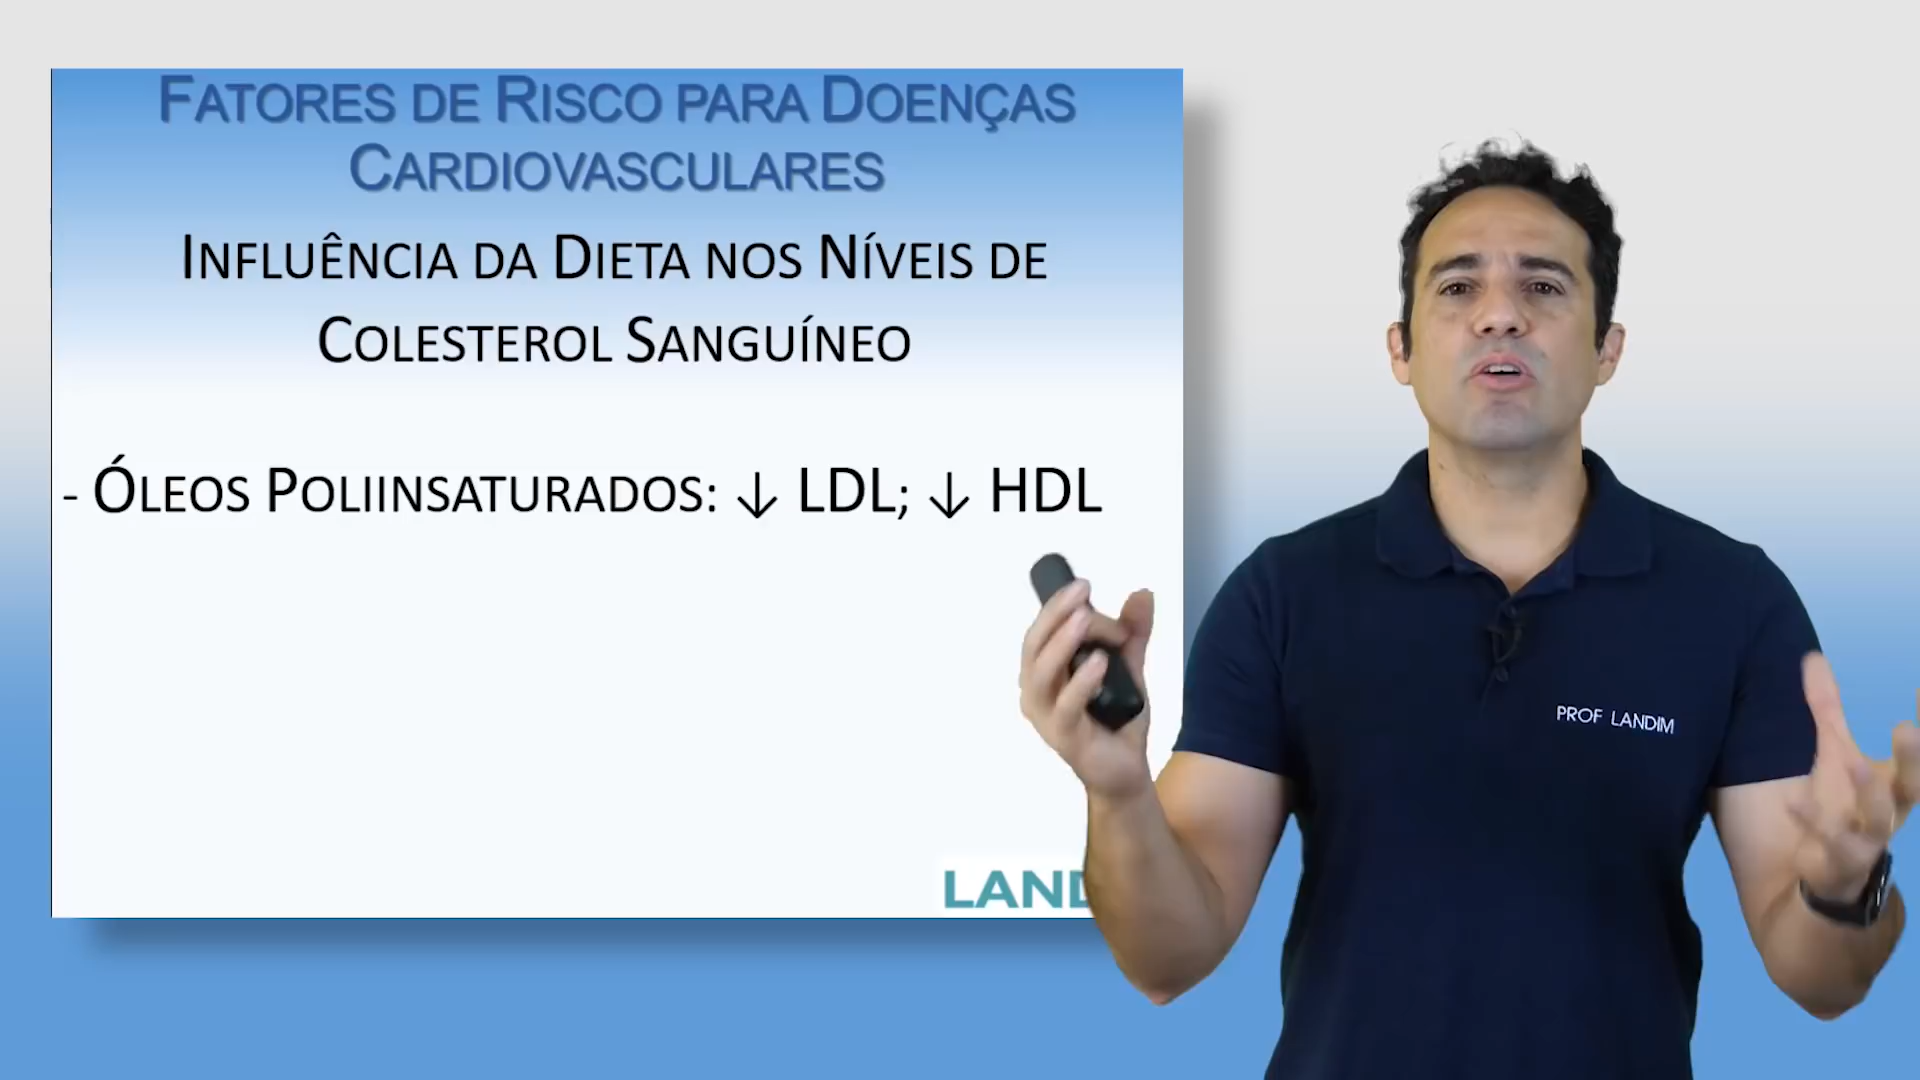 FATORES DE RISCO PARA DOENÇAS
CARDIOVASCULARES
INFLUÊNCIA DA DIETA NOS NÍVEIS DE
COLESTEROL SANGUÍNEO
- ÓLEOS POLIINSATURADOS: ↓ LDL; ↓ HDL
LAND
PROF LANDIM